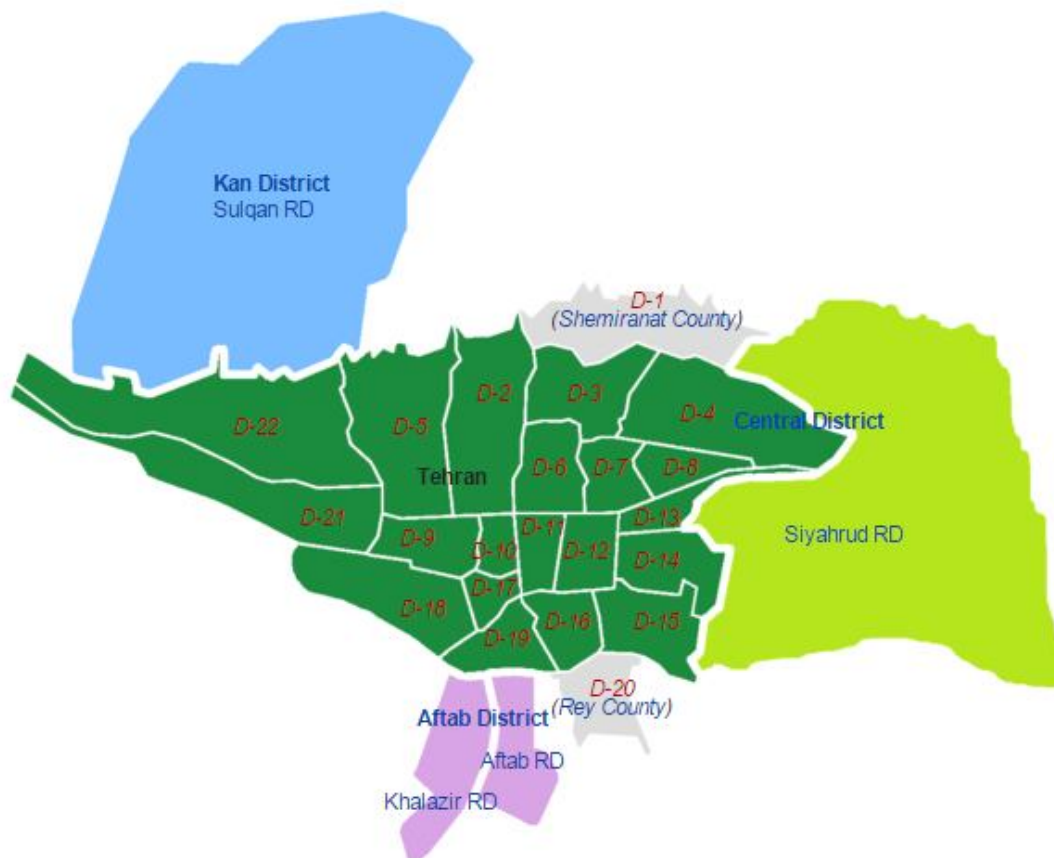 Kan District
Sulqan RD
D-1
(Shemiranat County)
D-2
D-3
D-4
Central District
D-22
D-5
D-6
D-7
D-8
Tehran
D-21
D-9
D-10
D-11
D-12
D-13
Siyahrud RD
D-14
D-17
D-18
D-19
D-16
D-15
D-20
(Rey County)
Aftab District
Aftab RD
Khalazir RD